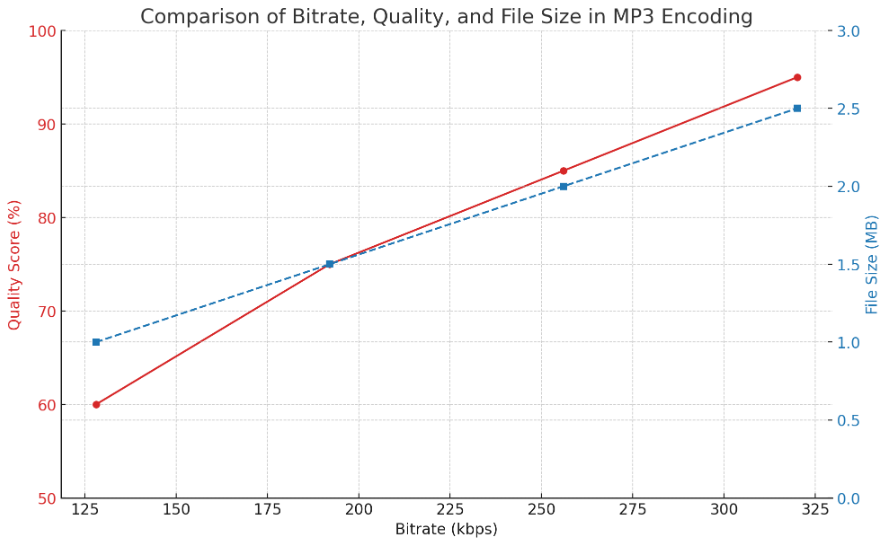 Comparison of Bitrate, Quality, and File Size in MP3 Encoding
100
90
80
70
60
50
Quality Score (%)
3.0
2.5
2.0
1.5
1.0
0.5
0.0
File Size (MB)
125 150 175 200 225 250 275 300 325
Bitrate (kbps)